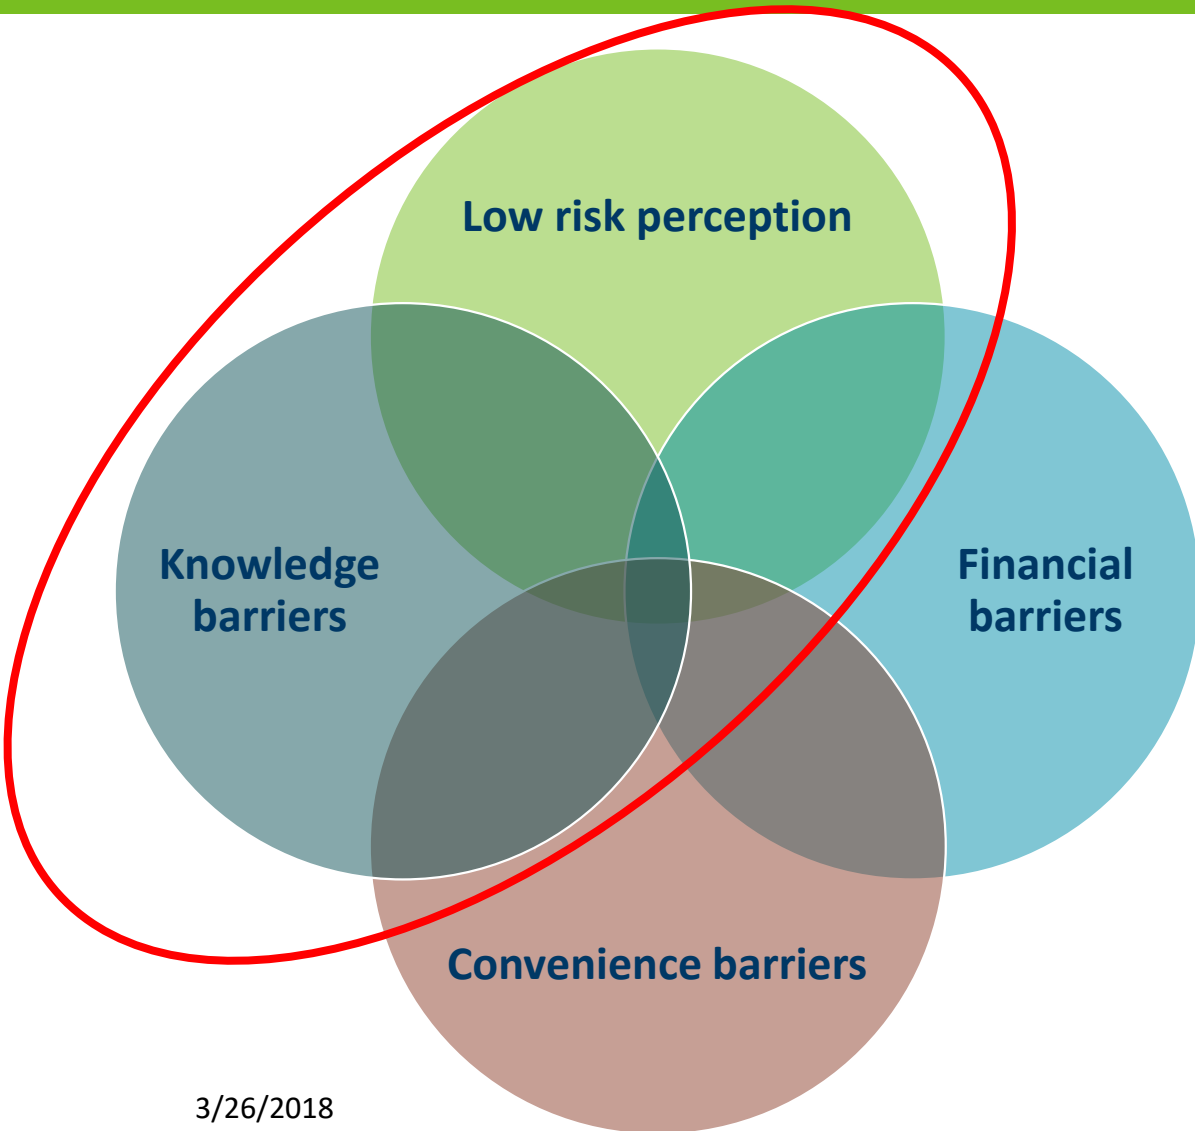 Low risk perception
Knowledge
barriers
Financial
barriers
Convenience barriers
3/26/2018